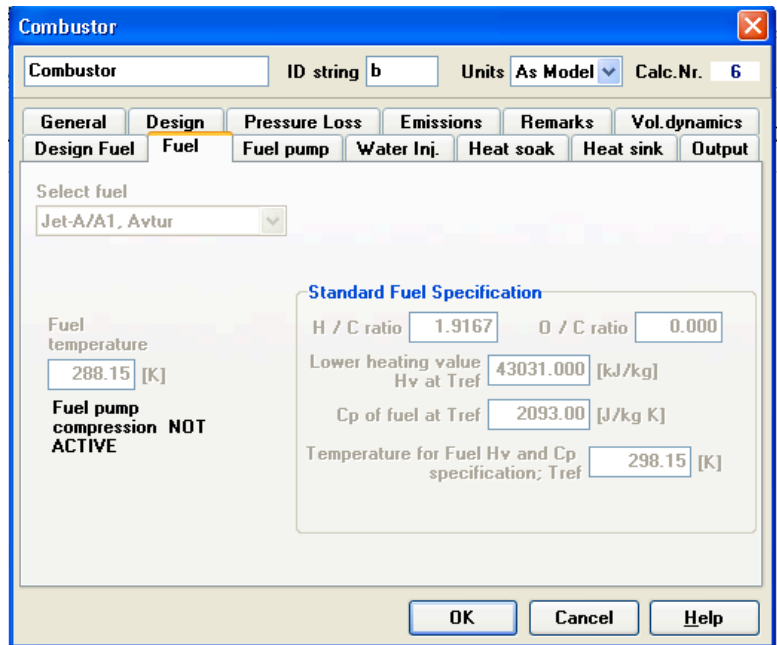 Combustor
Combustor ID string b Units As Model Calc.Nr. 6
General Design Pressure Loss Emissions Remarks Vol.dynamics
Design Fuel Fuel Fuel pump Water Inj. Heat soak Heat sink Output
Select fuel
Jet-A/A1, Avtur
Standard Fuel Specification
H / C ratio 1.9167 O / C ratio 0.000
Lower heating value
Hv at Tref 43031.000 [kJ/kg]
Cp of fuel at Tref 2093.00 [J/kg K]
Temperature for Fuel Hv and Cp
specification; Tref 298.15 [K]
Fuel
temperature
288.15 [K]
Fuel pump
compression NOT
ACTIVE
OK Cancel Help